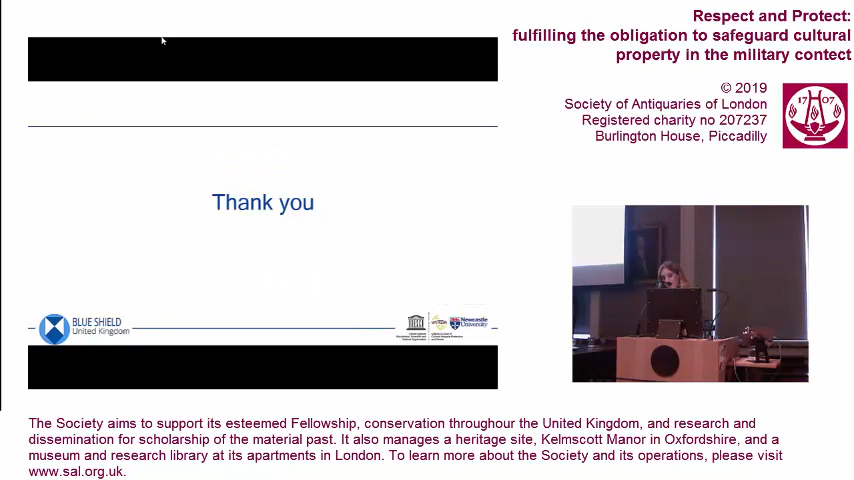 Respect and Protect:
fulfilling the obligation to safeguard cultural
property in the military contect
© 2019
Society of Antiquaries of London
Registered charity no 207237
Burlington House, Piccadilly
1707
Thank you
BLUE SHIELD
United Kingdom
Newcastle
University
The Society aims to support its esteemed Fellowship, conservation throughout the United Kingdom, and research and
dissemination for scholarship of the material past. It also manages a heritage site, Kelmscott Manor in Oxfordshire, and a
museum and research library at its apartments in London. To learn more about the Society and its operations, please visit
www.sal.org.uk.